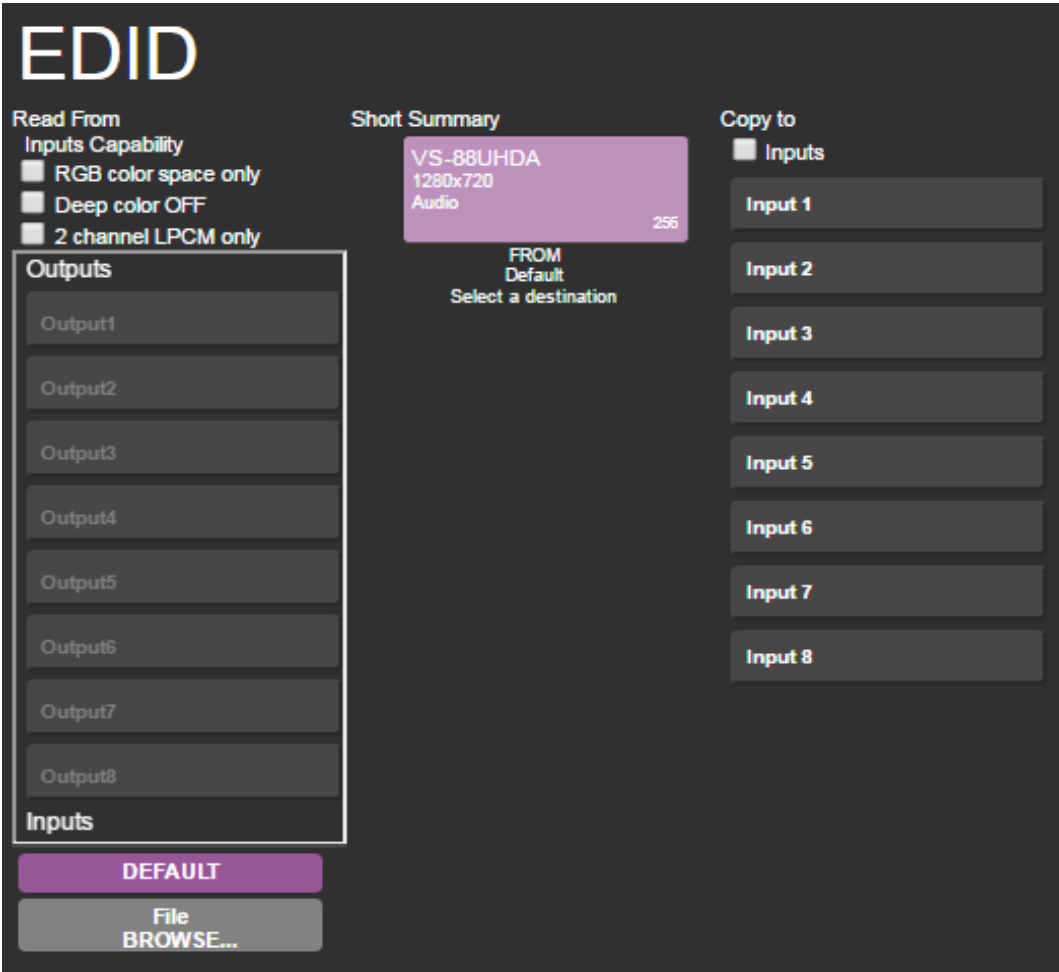 EDID
Read From
Inputs Capability
RGB color space only
Deep color OFF
2 channel LPCM only
Outputs
Output1
Output2
Output3
Output4
Output5
Output6
Output7
Output8
Inputs
DEFAULT
File
BROWSE...
Short Summary
VS-88UHDA
1280x720
Audio
256
FROM
Default
Select a destination
Copy to
Inputs
Input 1
Input 2
Input 3
Input 4
Input 5
Input 6
Input 7
Input 8